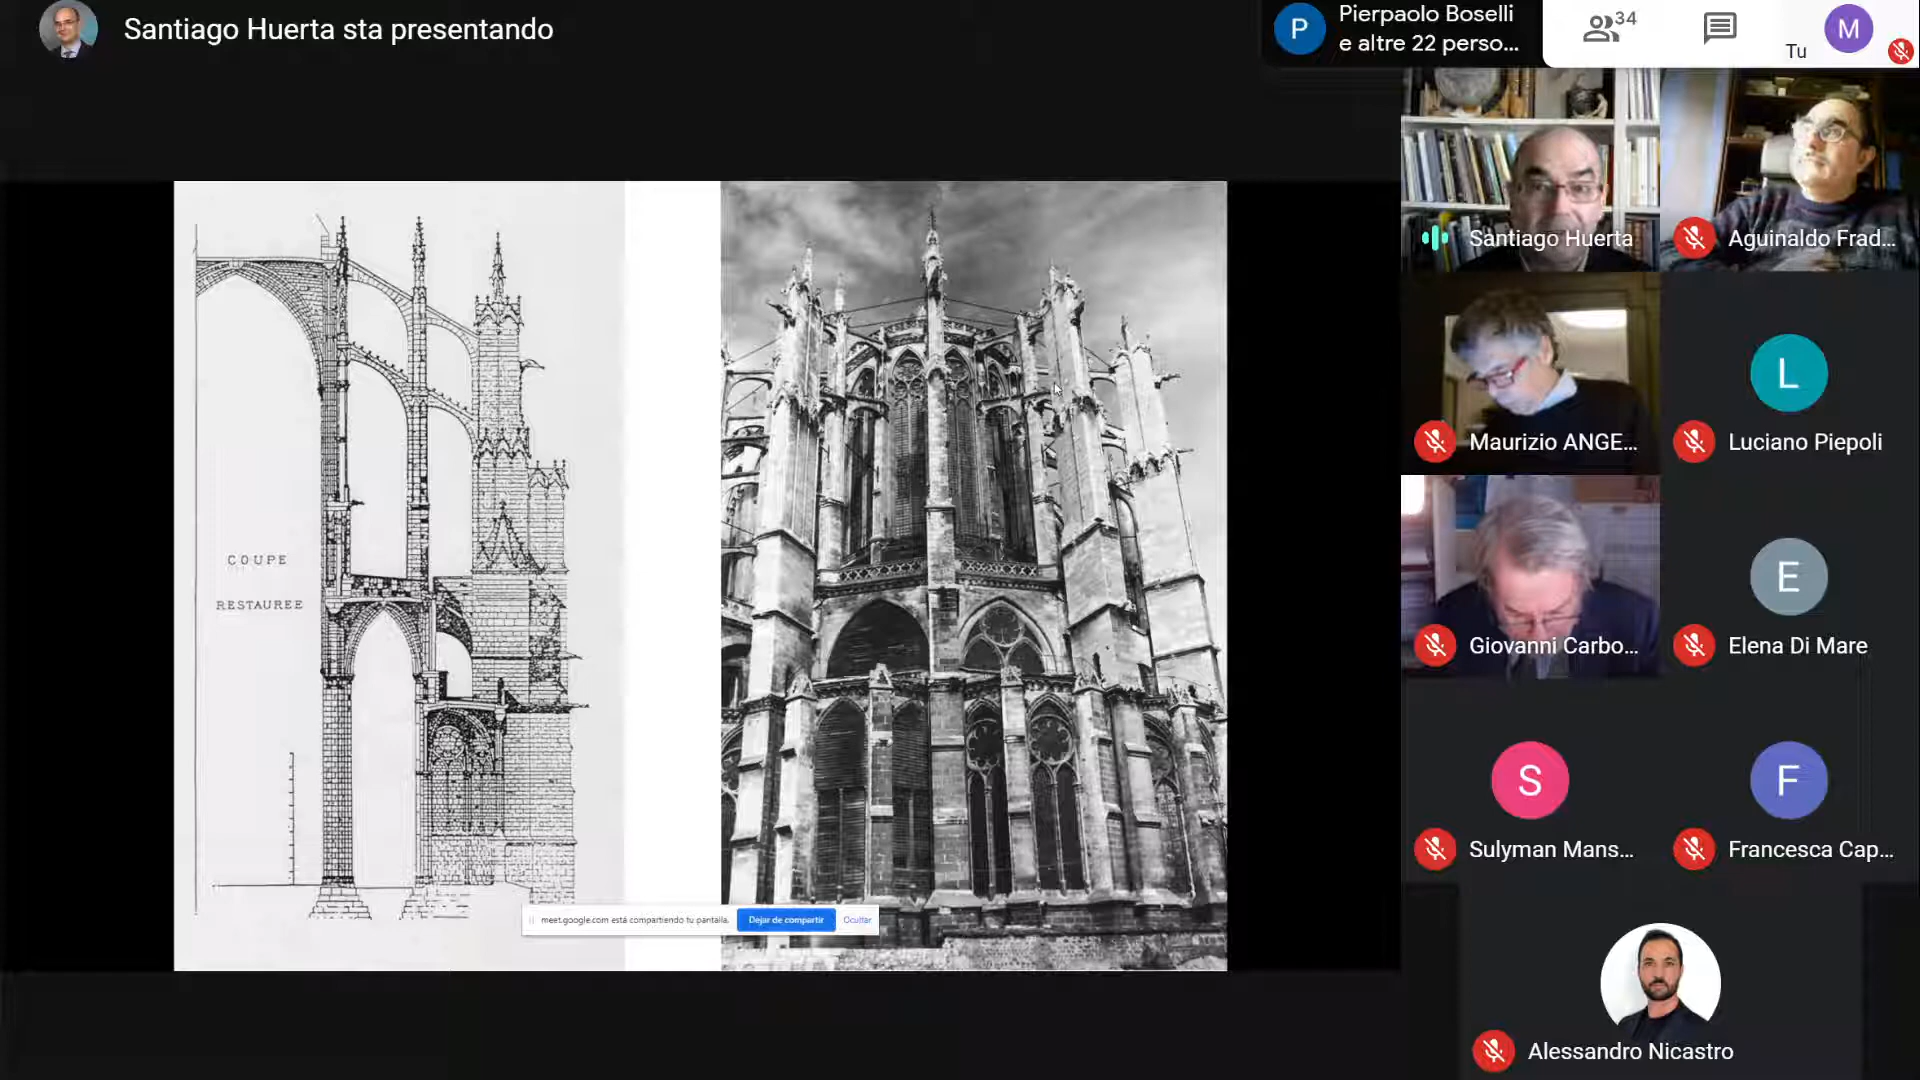 Santiago Huerta sta presentando
P
Pierpaolo Boselli
e altre 22 perso...
34
Tu
M
Santiago Huerta
Aguinaldo Frad...
Maurizio ANGE...
L
Luciano Piepoli
Giovanni Carbo...
E
Elena Di Mare
S
Sulyman Mans...
F
Francesca Cap...
Alessandro Nicastro
COUPE
RESTAUREE
meet.google.com está compartiendo tu pantalla.
Dejar de compartir
Ocultar